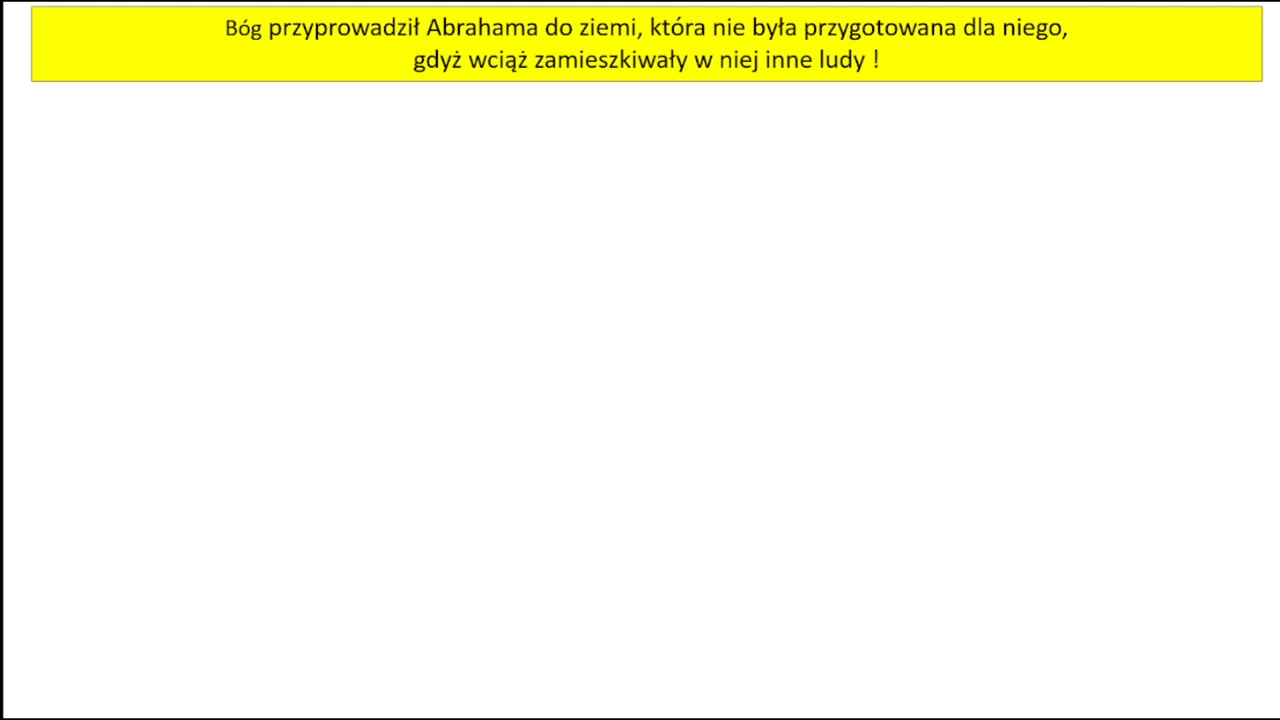 Bóg przyprowadził Abrahama do ziemi, która nie była przygotowana dla niego,
gdyż wciąż zamieszkiwały w niej inne ludy !